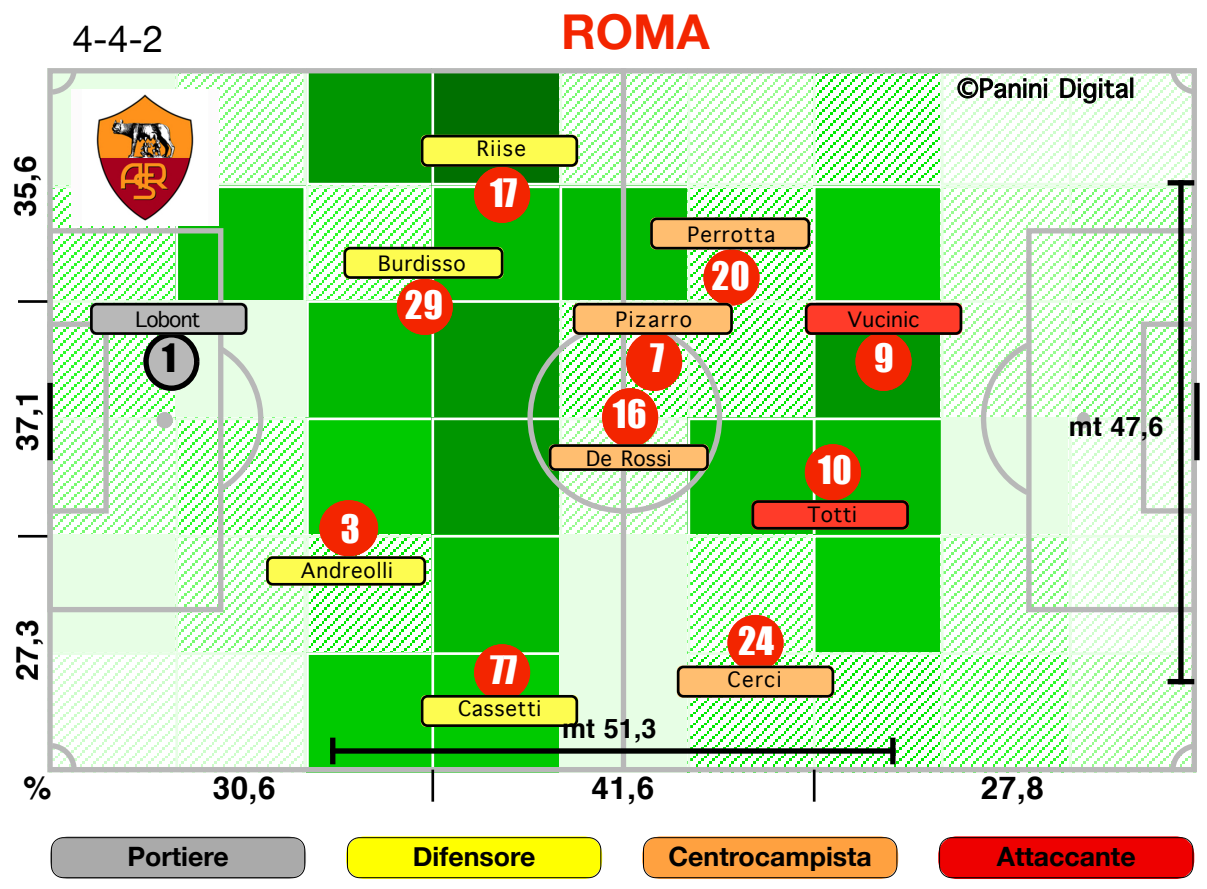 4-4-2
ROMA
©Panini Digital
ASR
35,6
37,1
27,3
Riise
17
Perrotta
20
Burdisso
29
Lobont
1
Pizarro
7
Vucinic
9
16
De Rossi
mt 47,6
10
Totti
3
Andreolli
24
Cerci
77
Cassetti
mt 51,3
% 30,6 41,6 27,8
Portiere Difensore Centrocampista Attaccante